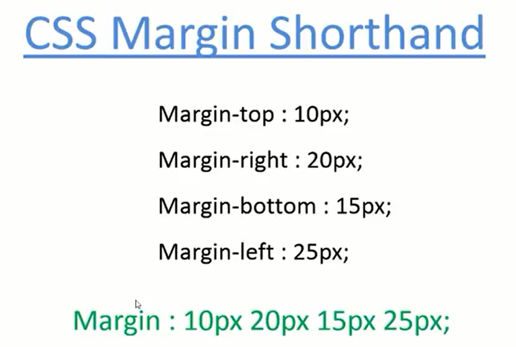 CSS Margin Shorthand
Margin-top : 10px;
Margin-right : 20px;
Margin-bottom : 15px;
Margin-left : 25px;
Margin : 10px 20px 15px 25px;